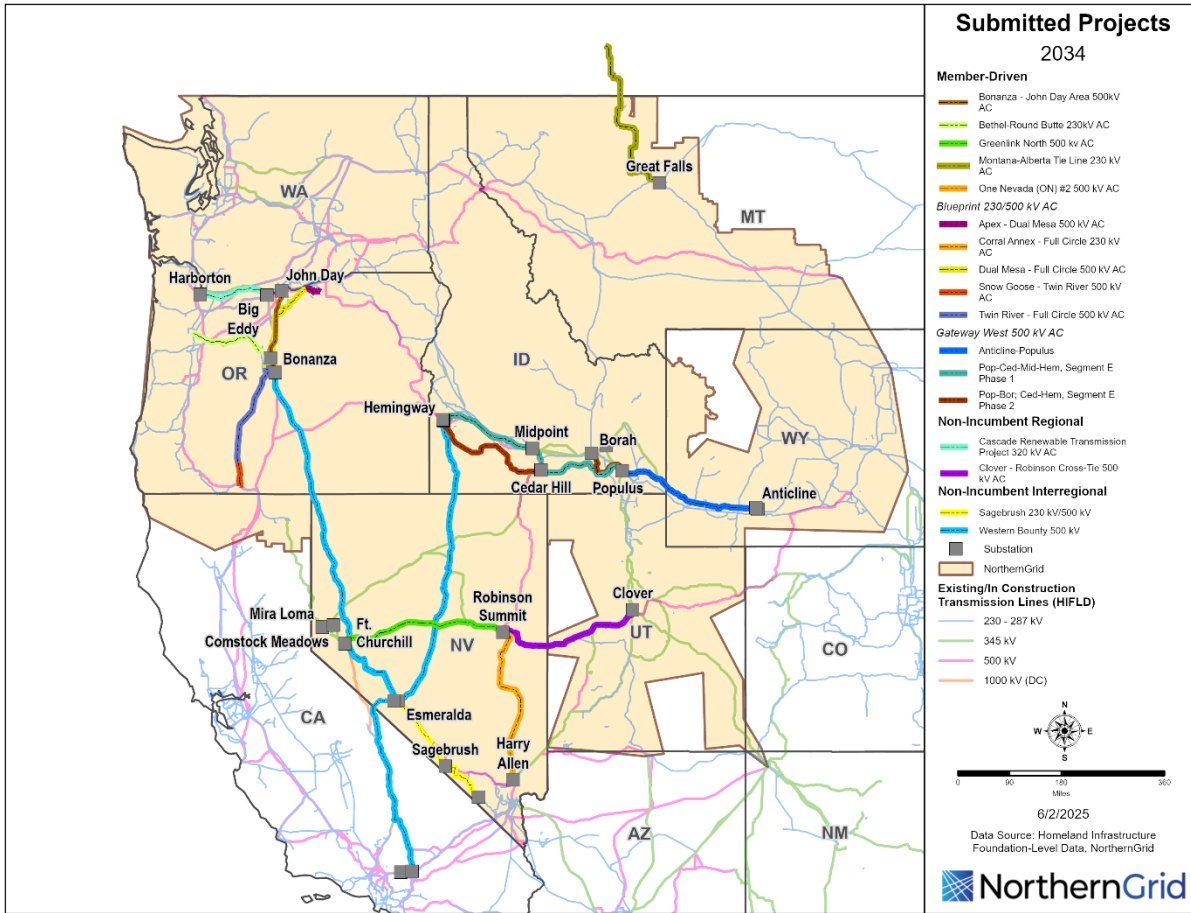 Submitted Projects
2034
Member-Driven
Bonanza - John Day Area 500kV
AC
Bethel-Round Butte 230kV AC
Greenlink North 500 kv AC
Montana-Alberta Tie Line 230 kV
AC
One Nevada (ON) #2 500 kV AC
Blueprint 230/500 kV AC
Apex - Dual Mesa 500 kV AC
Corral Annex - Full Circle 230 kV
AC
Dual Mesa - Full Circle 500 kV AC
Snow Goose - Twin River 500 kV
AC
Twin River - Full Circle 500 kV AC
Gateway West 500 kV AC
Anticline-Populus
Pop-Ced-Mid-Hem, Segment E
Phase 1
Pop-Bor; Ced-Hem, Segment E
Phase 2
Non-Incumbent Regional
Cascade Renewable Transmission
Project 320 kV AC
Clover - Robinson Cross-Tie 500
kV AC
Non-Incumbent Interregional
Sagebrush 230 kV/500 kV
Western Bounty 500 kV
Substation
NorthernGrid
Existing/In Construction
Transmission Lines (HIFLD)
230 - 287 kV
345 kV
500 kV
1000 kV (DC)
N
W
E
S
0
90
180
360
Miles
6/2/2025
Data Source: Homeland Infrastructure
Foundation-Level Data, NorthernGrid
NorthernGrid
Great Falls
WA
MT
Harborton
John Day
Big
Eddy
Bonanza
OR
ID
Hemingway
Midpoint
Borah
WY
Cedar Hill
Populus
Anticline
Clover
Robinson
Summit
Mira Loma
Ft.
Churchill
Comstock Meadows
NV
UT
CO
CA
Esmeralda
Sagebrush
Harry
Allen
AZ
NM